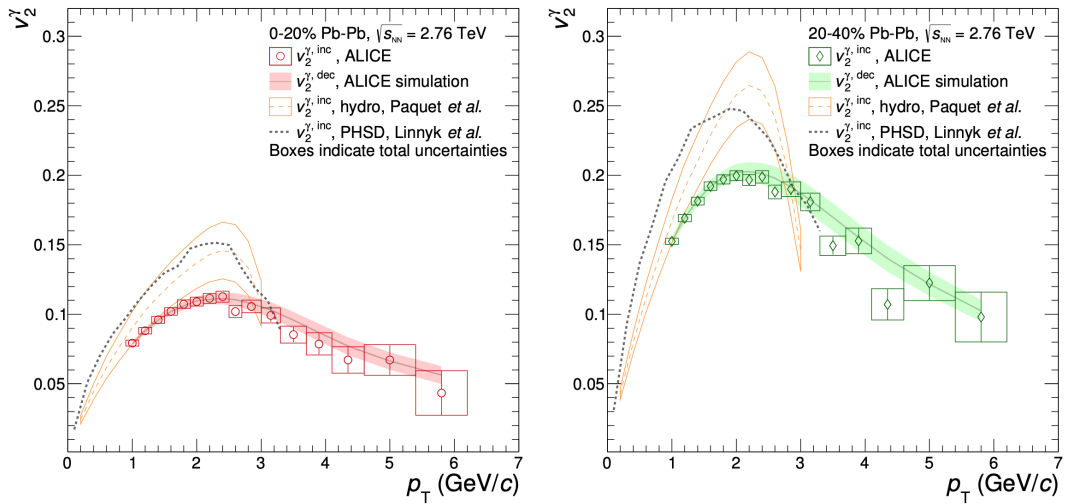 v₂^γ
0.3
0.25
0.2
0.15
0.1
0.05
0-20% Pb-Pb, √s_NN = 2.76 TeV
v₂^γ,inc, ALICE
v₂^γ,dec, ALICE simulation
v₂^γ,inc, hydro, Paquet et al.
v₂^γ,inc, PHSD, Linnyk et al.
Boxes indicate total uncertainties
0 1 2 3 4 5 6 7
p_T (GeV/c)
v₂^γ
0.3
0.25
0.2
0.15
0.1
0.05
20-40% Pb-Pb, √s_NN = 2.76 TeV
v₂^γ,inc, ALICE
v₂^γ,dec, ALICE simulation
v₂^γ,inc, hydro, Paquet et al.
v₂^γ,inc, PHSD, Linnyk et al.
Boxes indicate total uncertainties
0 1 2 3 4 5 6 7
p_T (GeV/c)